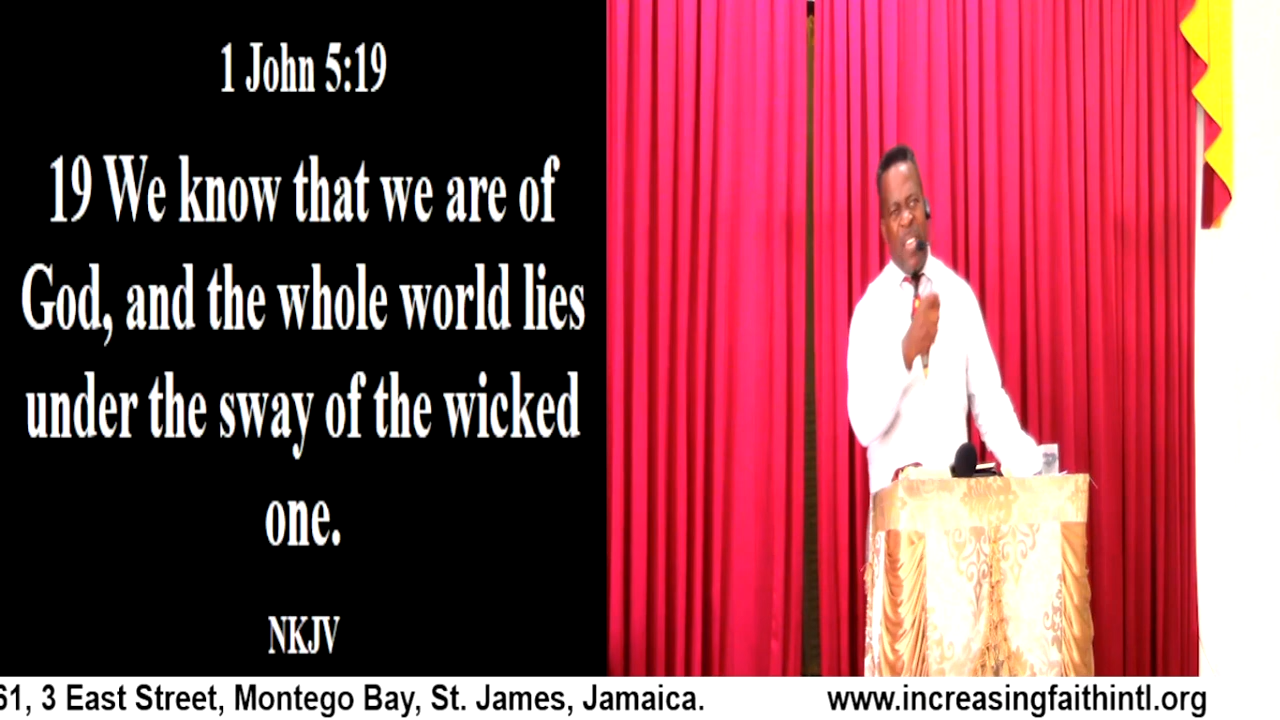 1 John 5:19
19 We know that we are of
God, and the whole world lies
under the sway of the wicked
one.
NKJV
61, 3 East Street, Montego Bay, St. James, Jamaica.
www.increasingfaithintl.org